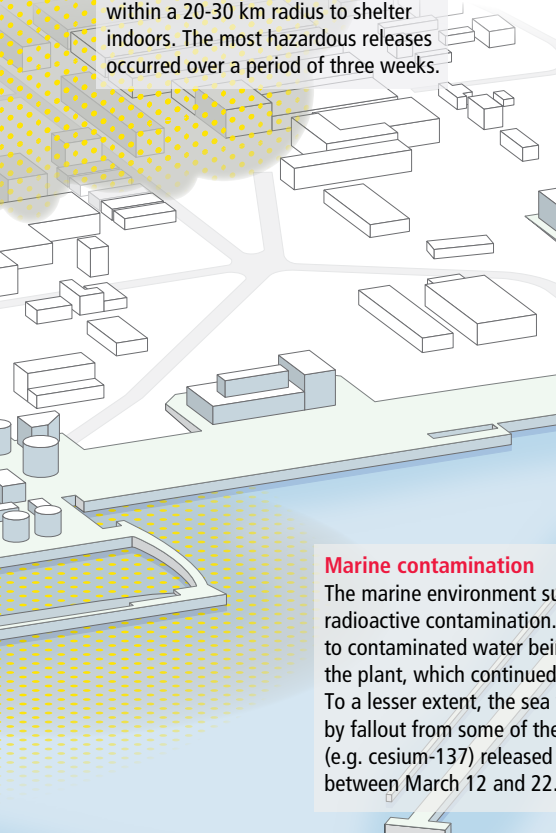 within a 20-30 km radius to shelter
indoors. The most hazardous releases
occurred over a period of three weeks.
Marine contamination
The marine environment su
radioactive contamination.
to contaminated water bein
the plant, which continued
To a lesser extent, the sea
by fallout from some of the
(e.g. cesium-137) released
between March 12 and 22.